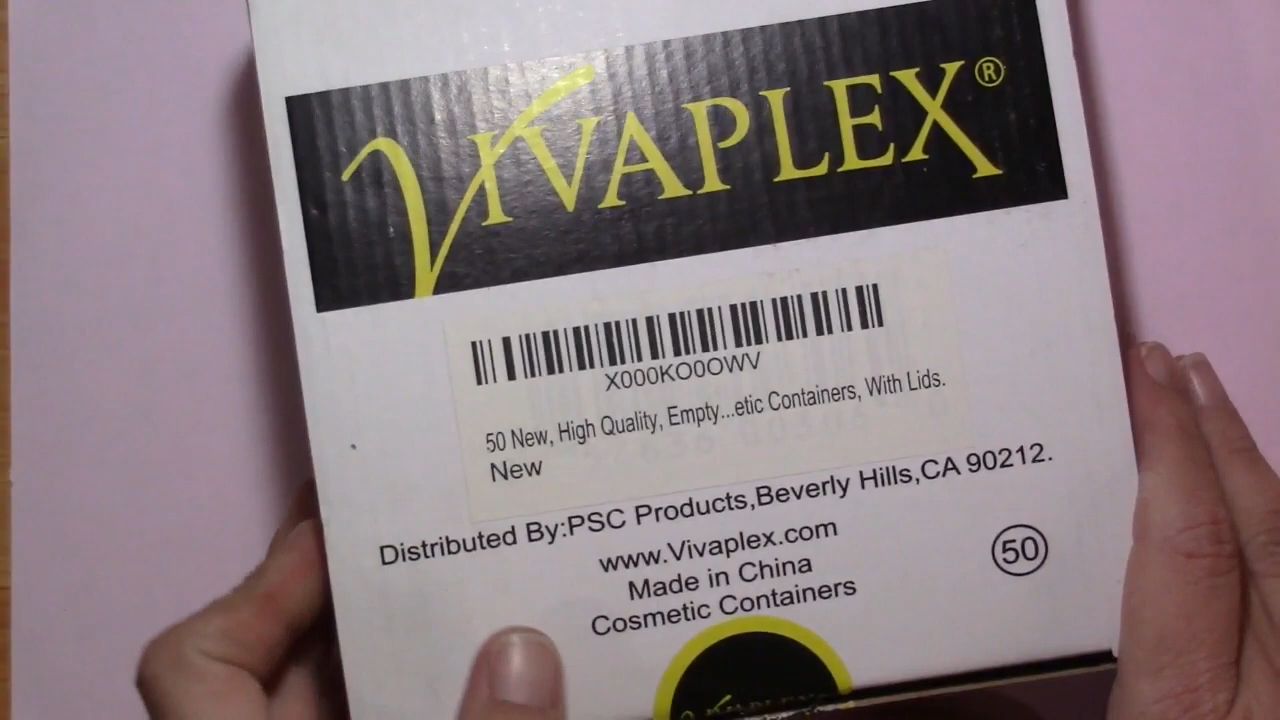 VIVAPLEX®
X000KO0OWV
50 New, High Quality, Empty...etic Containers, With Lids.
New
Distributed By:PSC Products,Beverly Hills,CA 90212.
www.Vivaplex.com
Made in China
50
Cosmetic Containers
VIVAPLEX